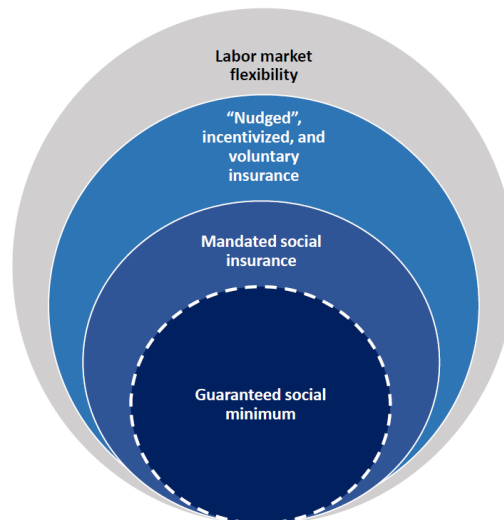 Labor market
flexibility
“Nudged”,
incentivized, and
voluntary
insurance
Mandated social
insurance
Guaranteed social
minimum